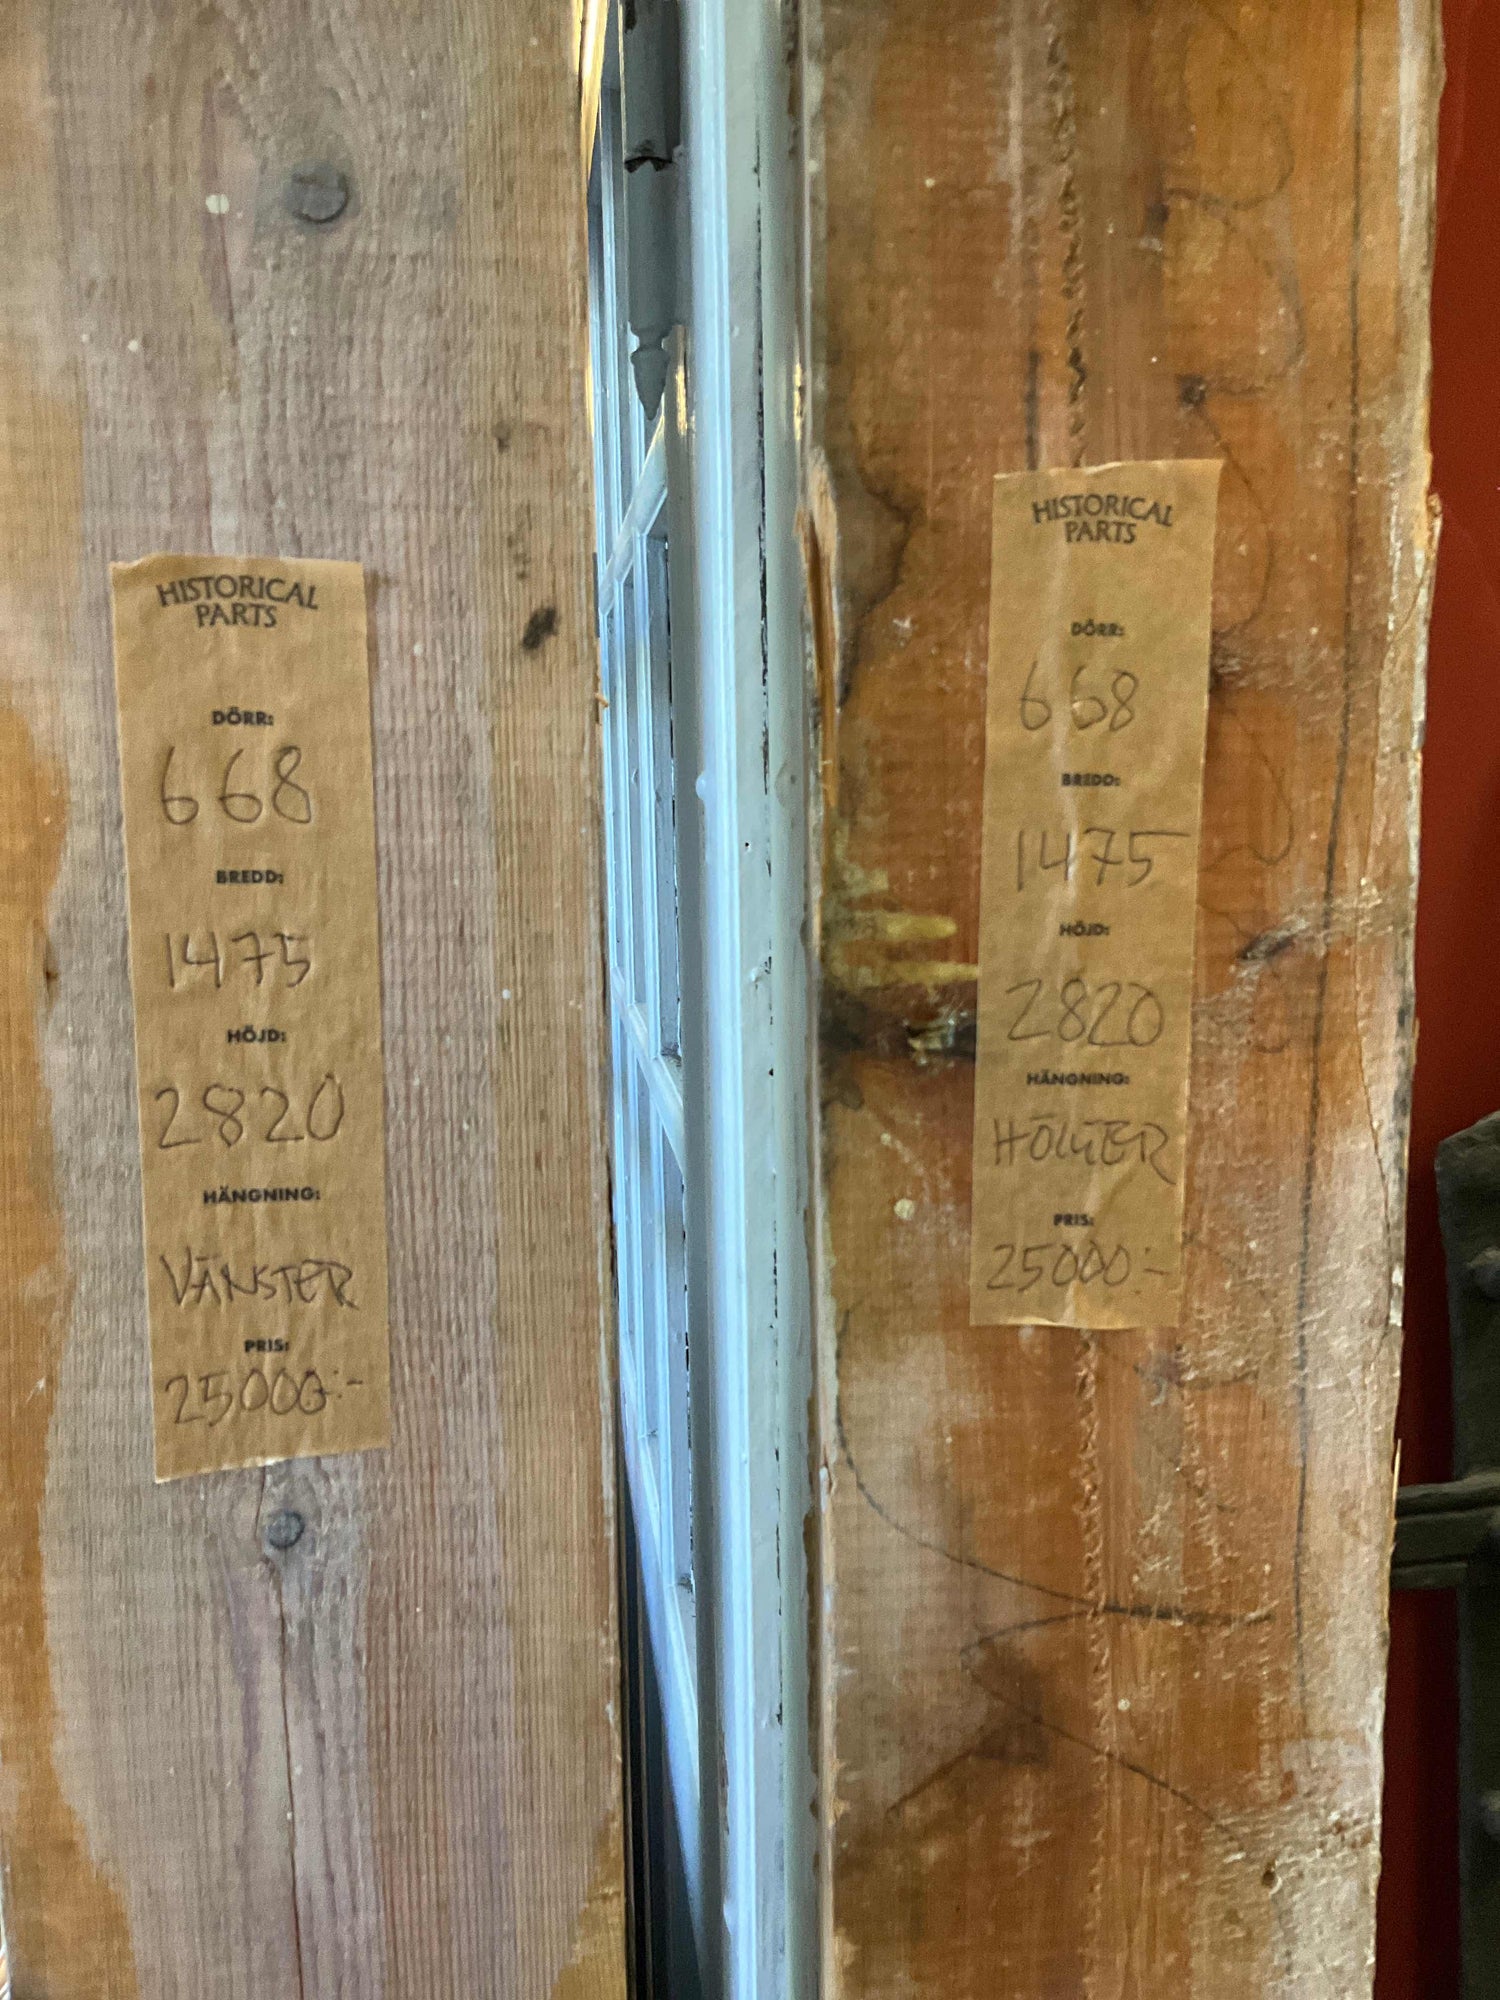 HISTORICAL
PARTS
DÖRR:
668
BREDD:
1475
HÖJD:
2820
HÄNGNING:
VÄNSTER
PRIS:
25000:-
HISTORICAL
PARTS
DÖRR:
668
BREDD:
1475
HÖJD:
2820
HÄNGNING:
HÖGER
PRIS:
25000:-